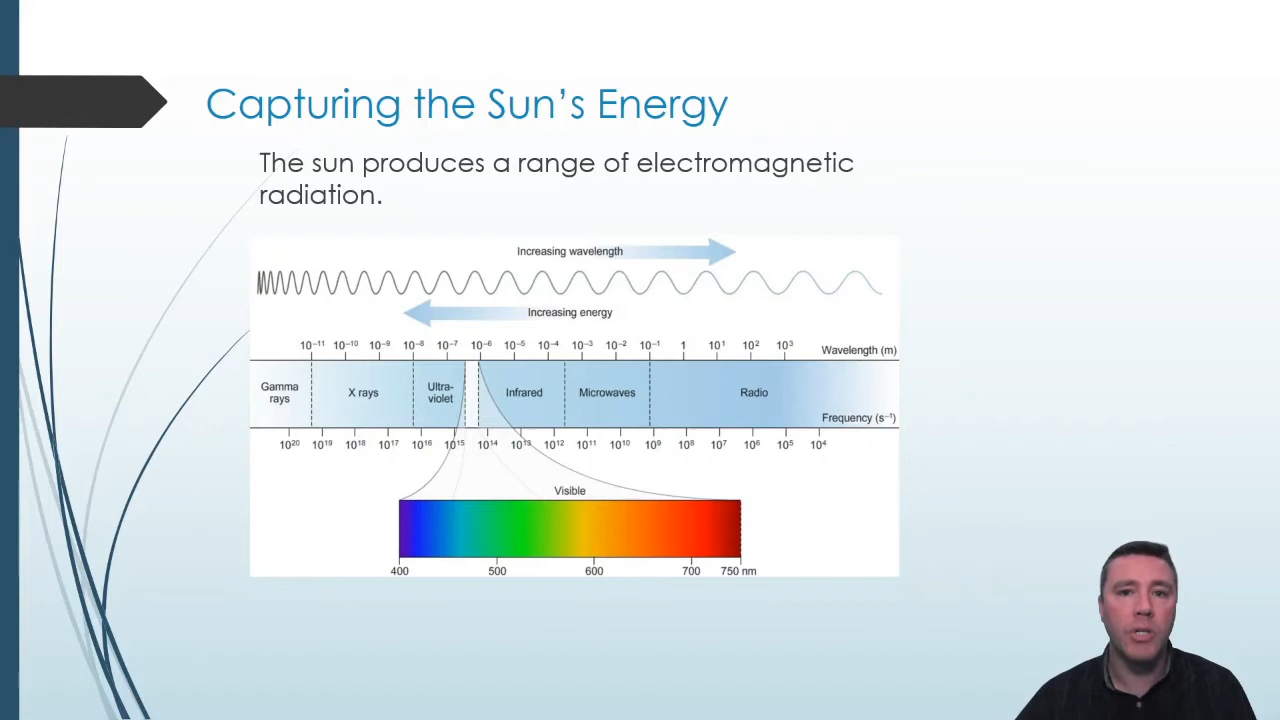 Capturing the Sun’s Energy
The sun produces a range of electromagnetic
radiation.
Increasing wavelength
Increasing energy
10⁻¹¹ 10⁻¹⁰ 10⁻⁹ 10⁻⁸ 10⁻⁷ 10⁻⁶ 10⁻⁵ 10⁻⁴ 10⁻³ 10⁻² 10⁻¹ 1 10¹ 10² 10³ Wavelength (m)
Gamma
rays
X rays
Ultra-
violet
Infrared
Microwaves
Radio
Frequency (s⁻¹)
10²⁰ 10¹⁹ 10¹⁸ 10¹⁷ 10¹⁶ 10¹⁵ 10¹⁴ 10¹³ 10¹² 10¹¹ 10¹⁰ 10⁹ 10⁸ 10⁷ 10⁶ 10⁵ 10⁴
Visible
400 500 600 700 750 nm